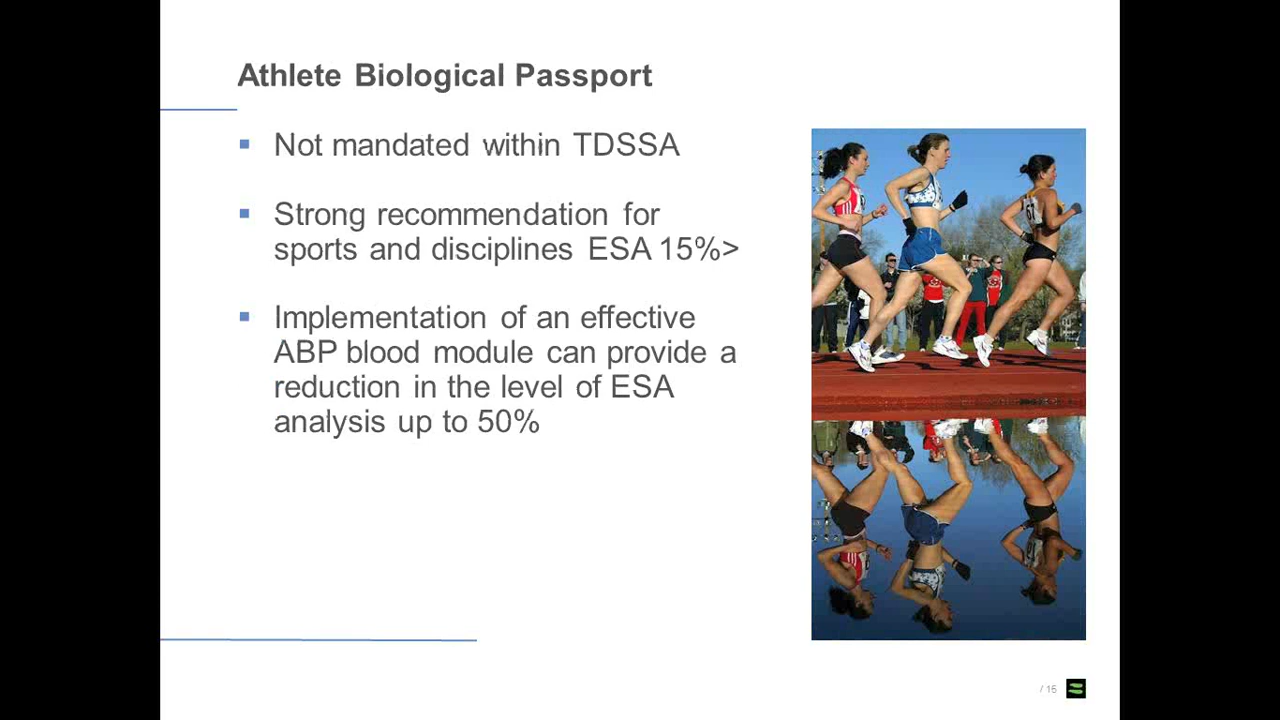 Athlete Biological Passport
Not mandated within TDSSA
Strong recommendation for
sports and disciplines ESA 15%>
Implementation of an effective
ABP blood module can provide a
reduction in the level of ESA
analysis up to 50%
/ 15